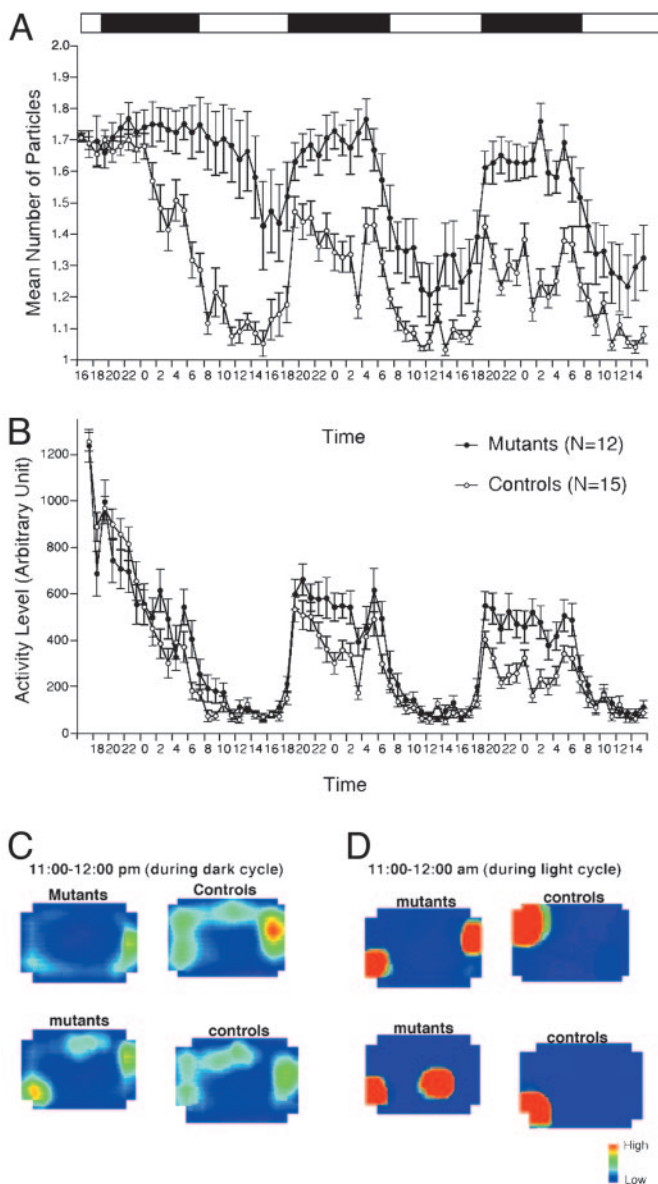 A
2.0
1.9
1.8
1.7
1.6
1.5
1.4
1.3
1.2
1.1
1
Mean Number of Particles
16 18 20 22 0 2 4 6 8 10 12 14 16 18 20 22 0 2 4 6 8 10 12 14 16 18 20 22 0 2 4 6 8 10 12 14
Time
B
1200
1000
800
600
400
200
0
Activity Level (Arbitrary Unit)
Mutants (N=12)
Controls (N=15)
18 20 22 0 2 4 6 8 10 12 14 16 18 20 22 0 2 4 6 8 10 12 14 16 18 20 22 0 2 4 6 8 10 12 14
Time
C
11:00-12:00 pm (during dark cycle)
Mutants
Controls
mutants
controls
D
11:00-12:00 am (during light cycle)
mutants
controls
mutants
controls
High
Low